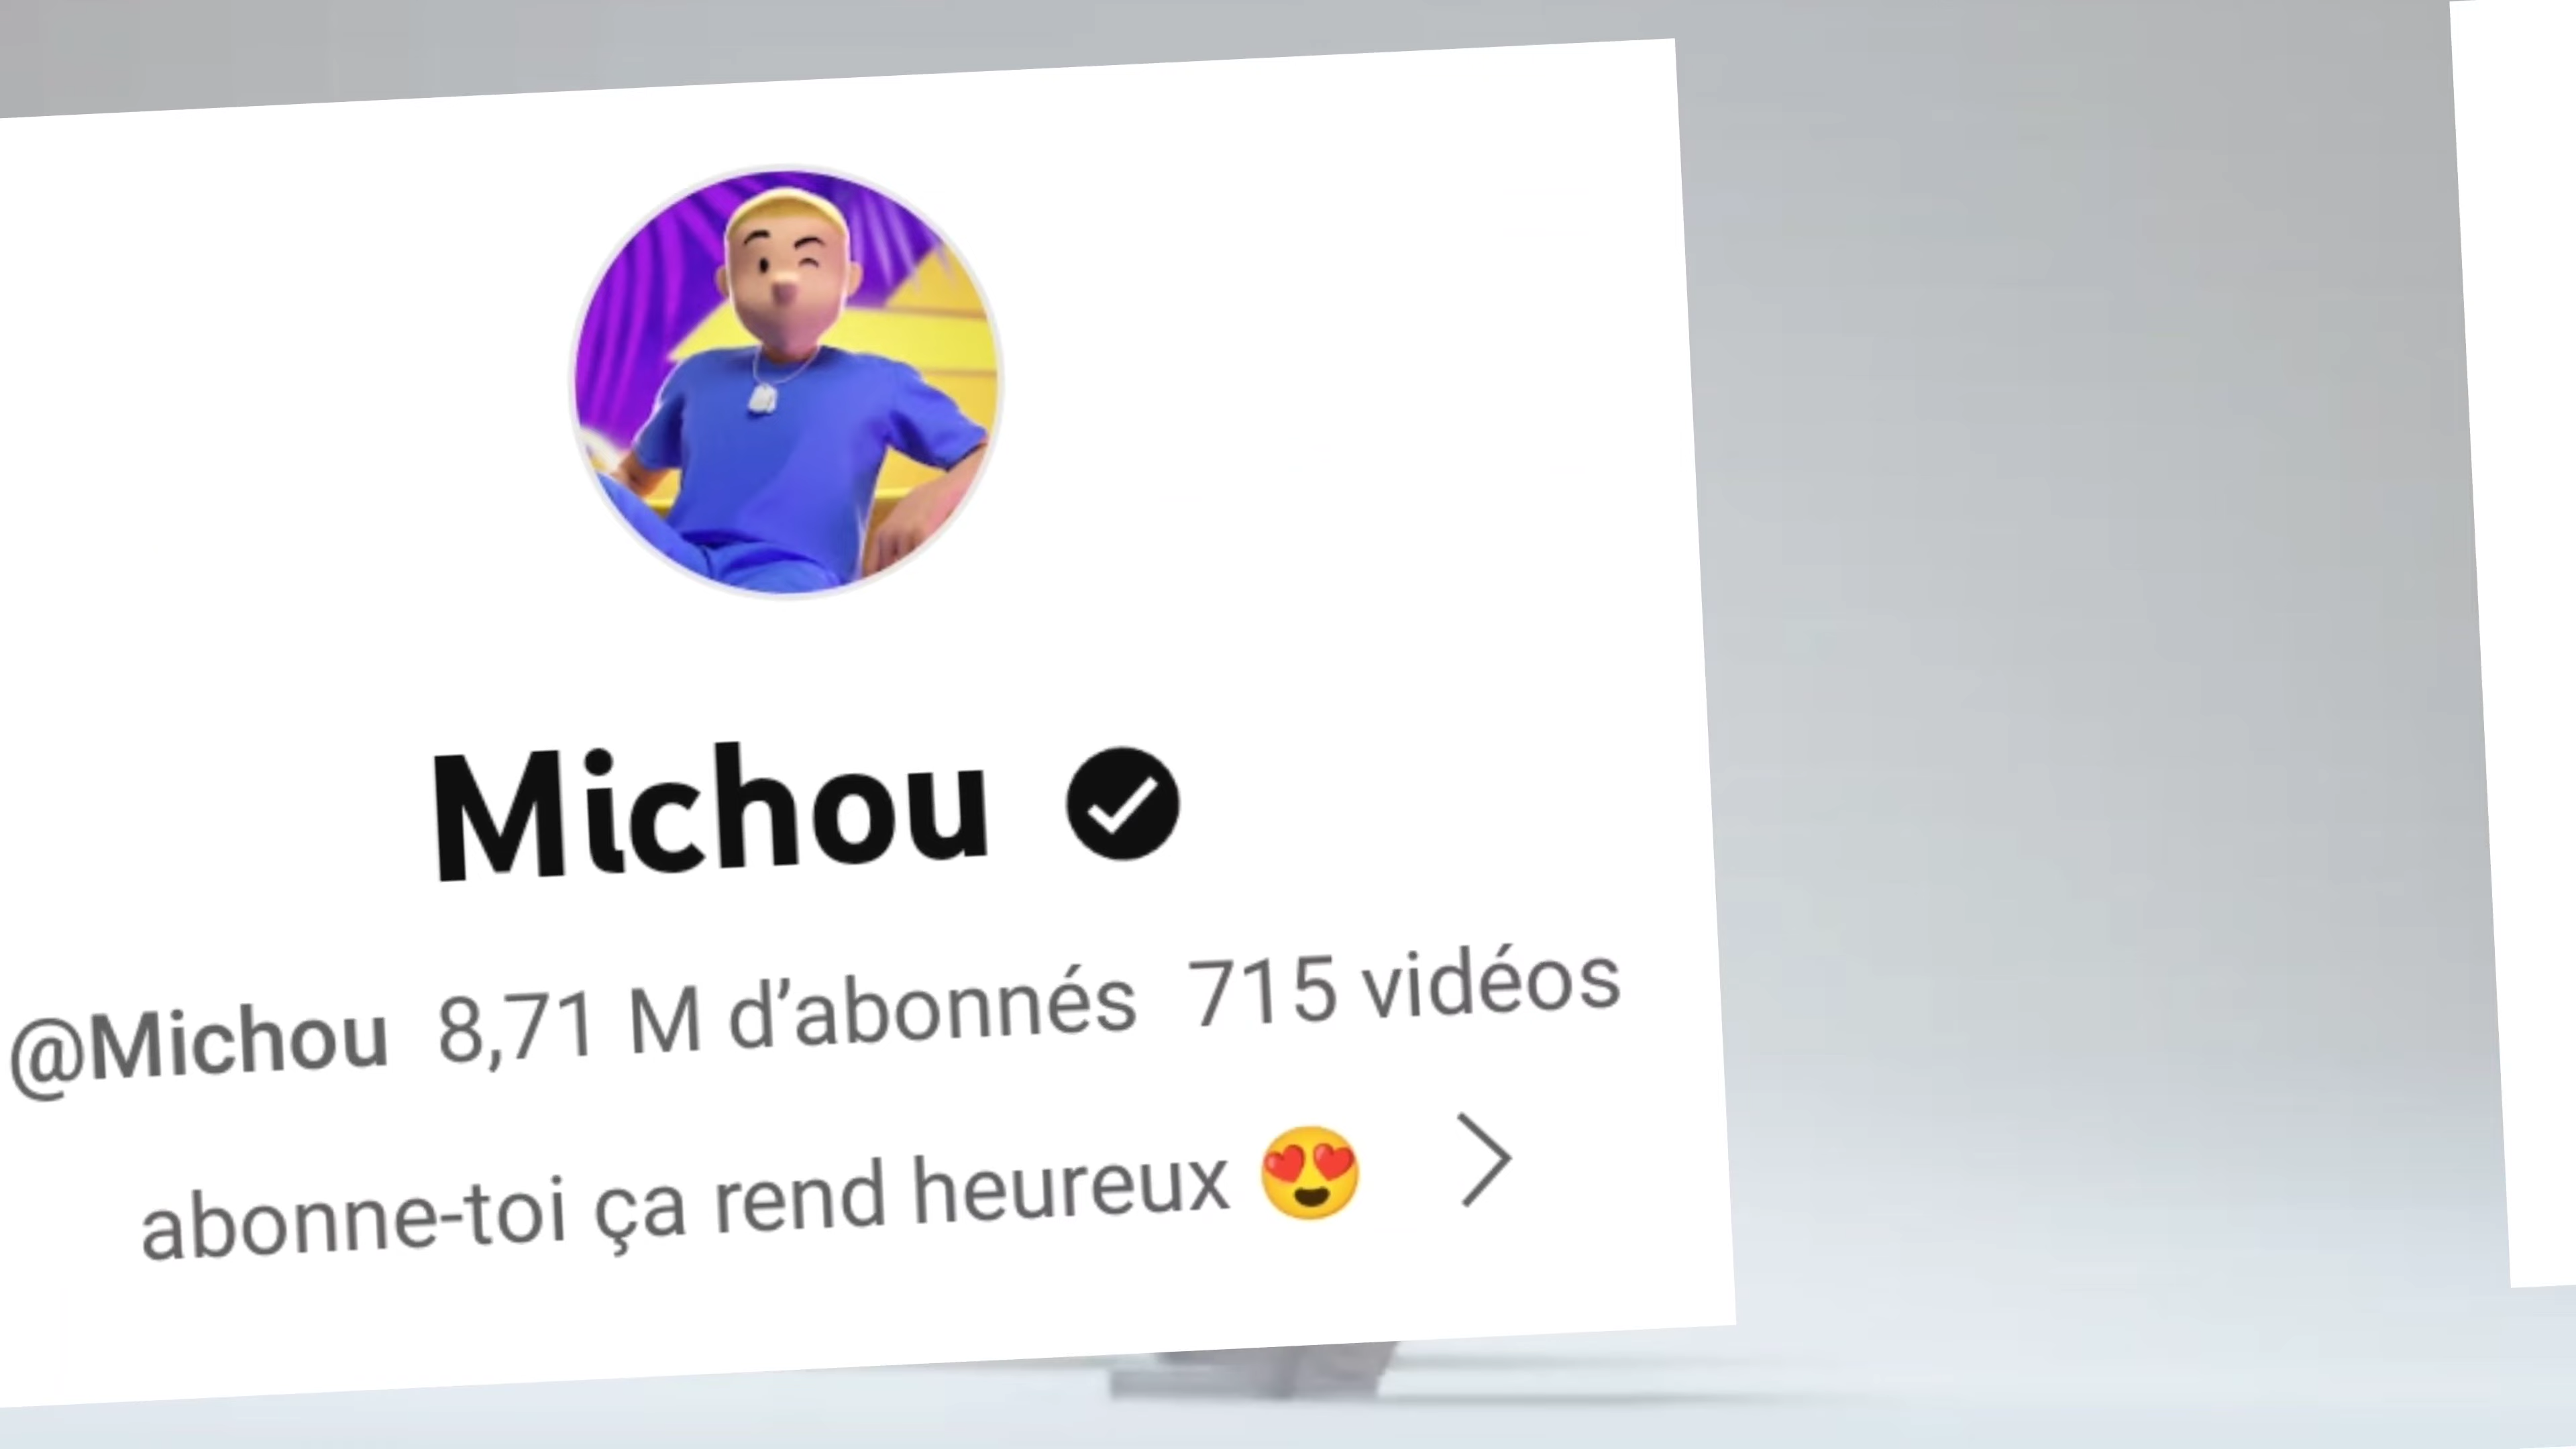 Michou
@Michou 8,71 M d’abonnés 715 vidéos
abonne-toi ça rend heureux 😍